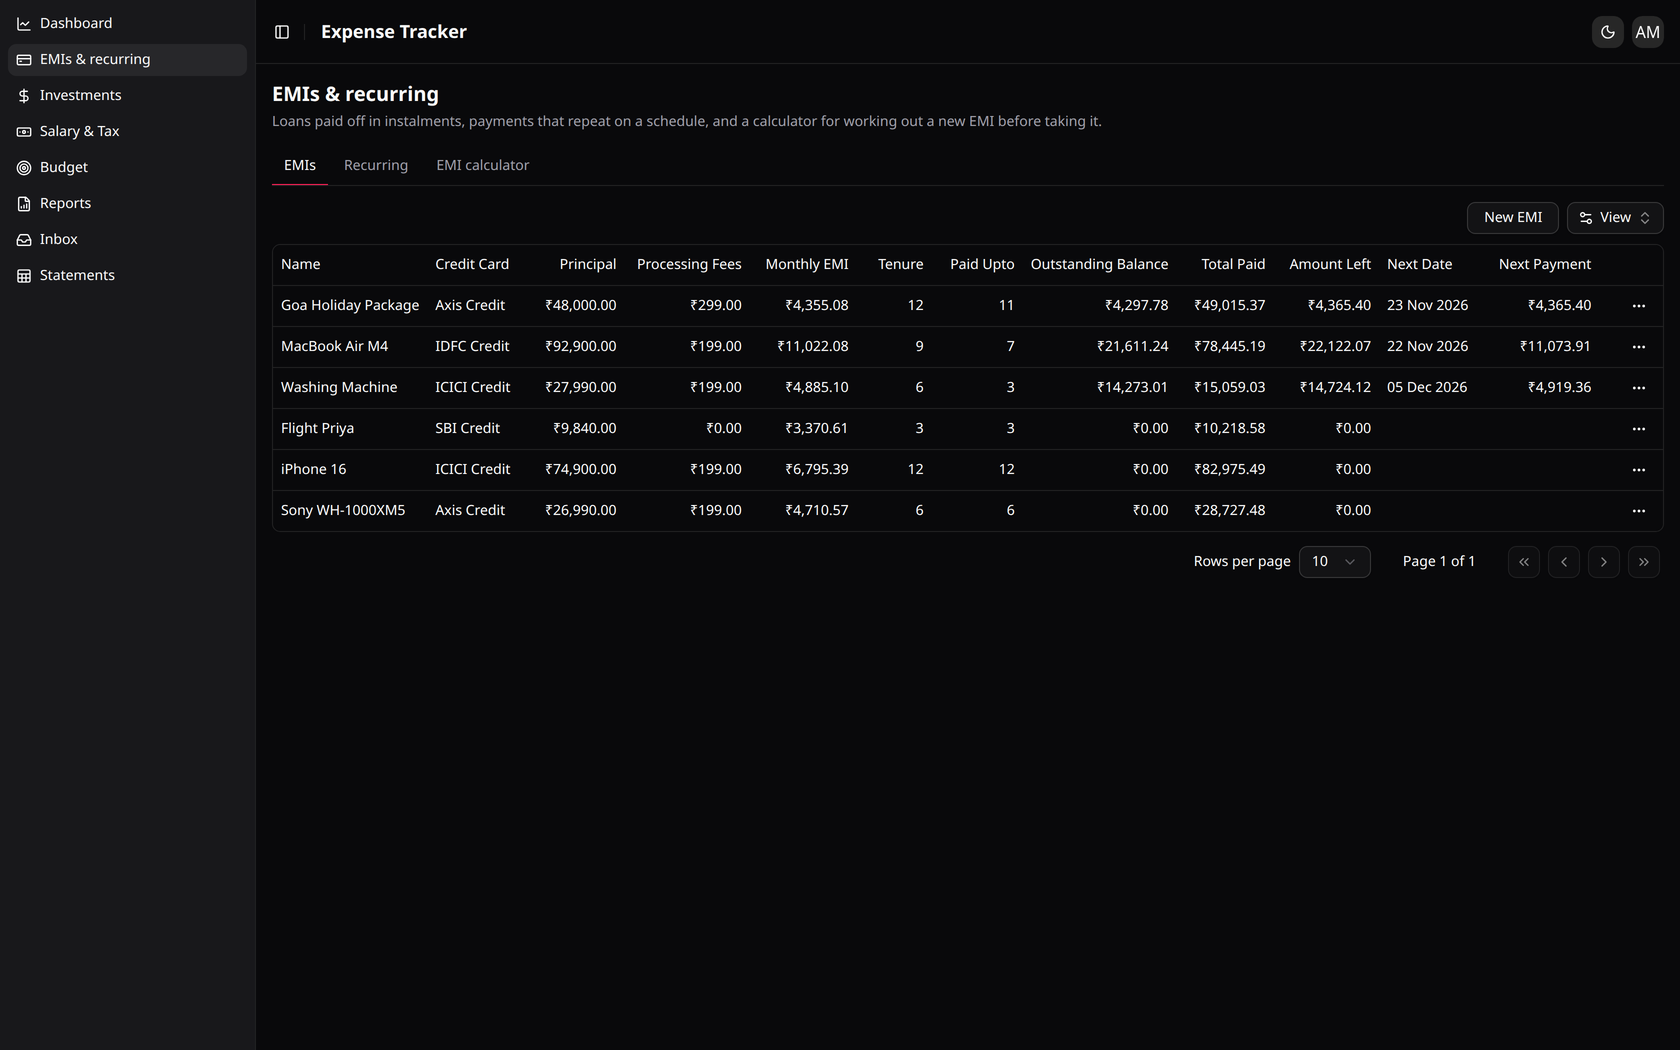 Dashboard
EMIs & recurring
Investments
Salary & Tax
Budget
Reports
Inbox
Statements
Expense Tracker
AM
EMIs & recurring
Loans paid off in instalments, payments that repeat on a schedule, and a calculator for working out a new EMI before taking it.
EMIs Recurring EMI calculator
New EMI View
Name Credit Card Principal Processing Fees Monthly EMI Tenure Paid Upto Outstanding Balance Total Paid Amount Left Next Date Next Payment
Goa Holiday Package Axis Credit ₹48,000.00 ₹299.00 ₹4,355.08 12 11 ₹4,297.78 ₹49,015.37 ₹4,365.40 23 Nov 2026 ₹4,365.40
MacBook Air M4 IDFC Credit ₹92,900.00 ₹199.00 ₹11,022.08 9 7 ₹21,611.24 ₹78,445.19 ₹22,122.07 22 Nov 2026 ₹11,073.91
Washing Machine ICICI Credit ₹27,990.00 ₹199.00 ₹4,885.10 6 3 ₹14,273.01 ₹15,059.03 ₹14,724.12 05 Dec 2026 ₹4,919.36
Flight Priya SBI Credit ₹9,840.00 ₹0.00 ₹3,370.61 3 3 ₹0.00 ₹10,218.58 ₹0.00
iPhone 16 ICICI Credit ₹74,900.00 ₹199.00 ₹6,795.39 12 12 ₹0.00 ₹82,975.49 ₹0.00
Sony WH-1000XM5 Axis Credit ₹26,990.00 ₹199.00 ₹4,710.57 6 6 ₹0.00 ₹28,727.48 ₹0.00
Rows per page 10 Page 1 of 1